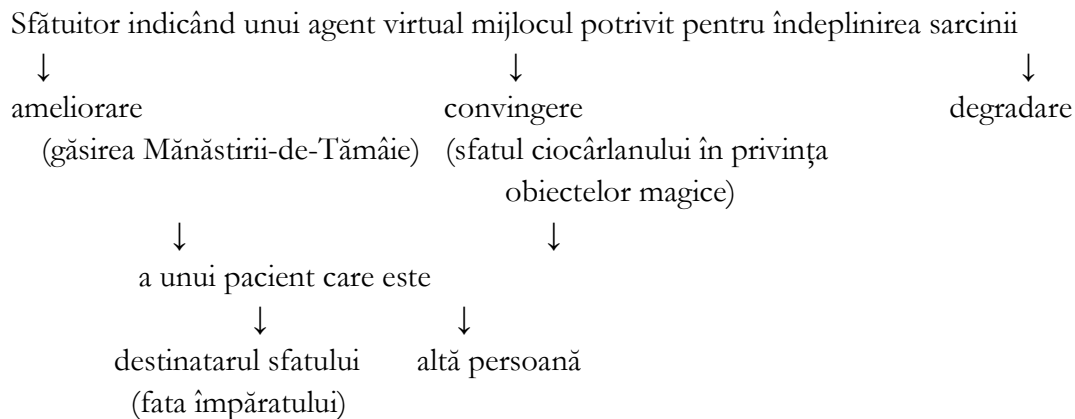 Sfătuitor indicând unui agent virtual mijlocul potrivit pentru îndeplinirea sarcinii
↓ ↓ ↓
ameliorare convingere degradare
(găsirea Mănăstirii-de-Tămâie) (sfatul ciocârlanului în privința
obiectelor magice)
↓ ↓
a unui pacient care este
↓ ↓
destinatarul sfatului altă persoană
(fata împăratului)